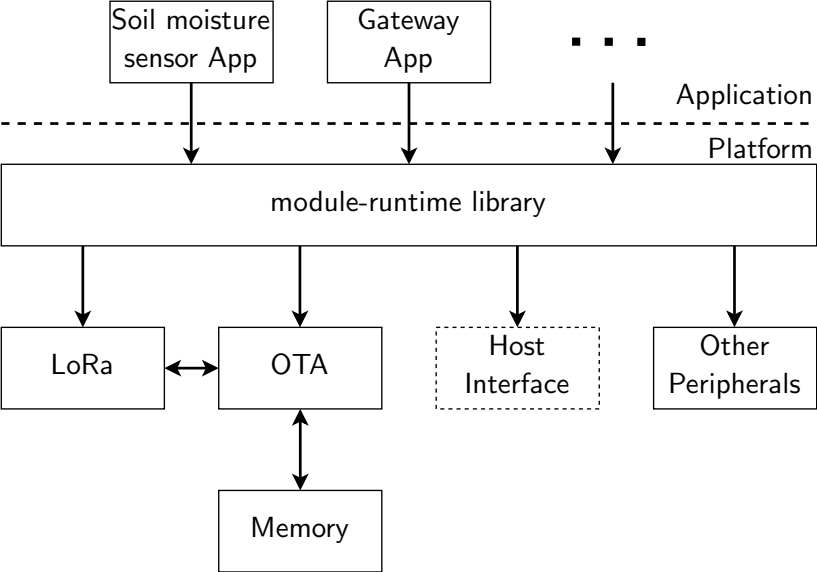 Soil moisture
sensor App
Gateway
App
Application
Platform
module-runtime library
LoRa
OTA
Host
Interface
Other
Peripherals
Memory